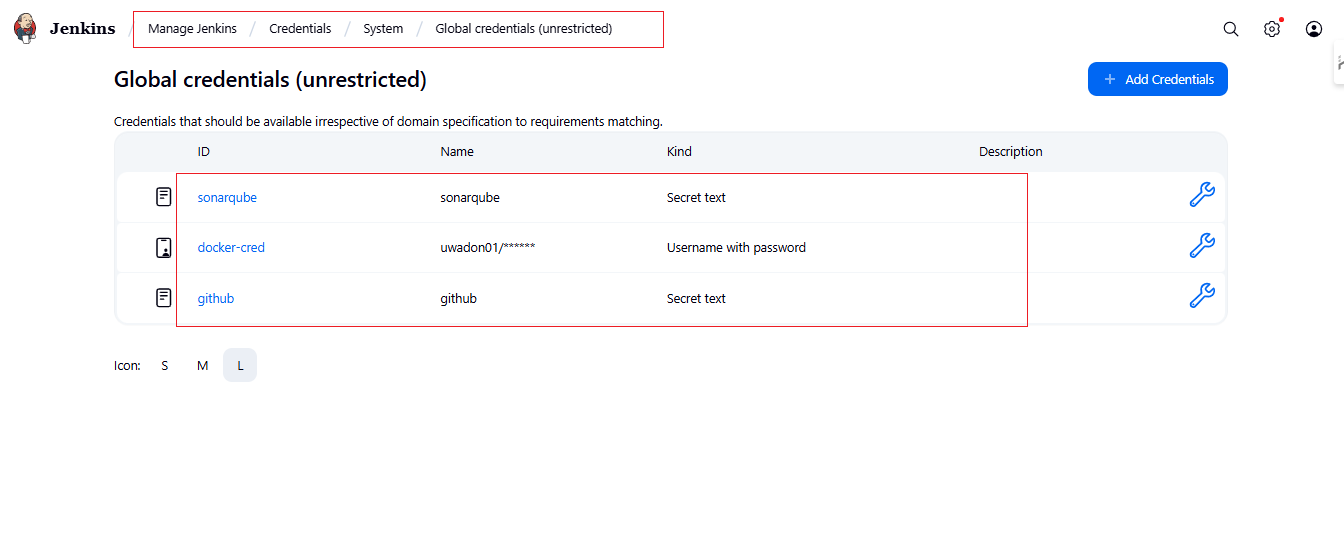 Jenkins / Manage Jenkins / Credentials / System / Global credentials (unrestricted)
Global credentials (unrestricted)
+ Add Credentials
Credentials that should be available irrespective of domain specification to requirements matching.
ID Name Kind Description
sonarqube sonarqube Secret text
docker-cred uwadon01/****** Username with password
github github Secret text
Icon: S M L